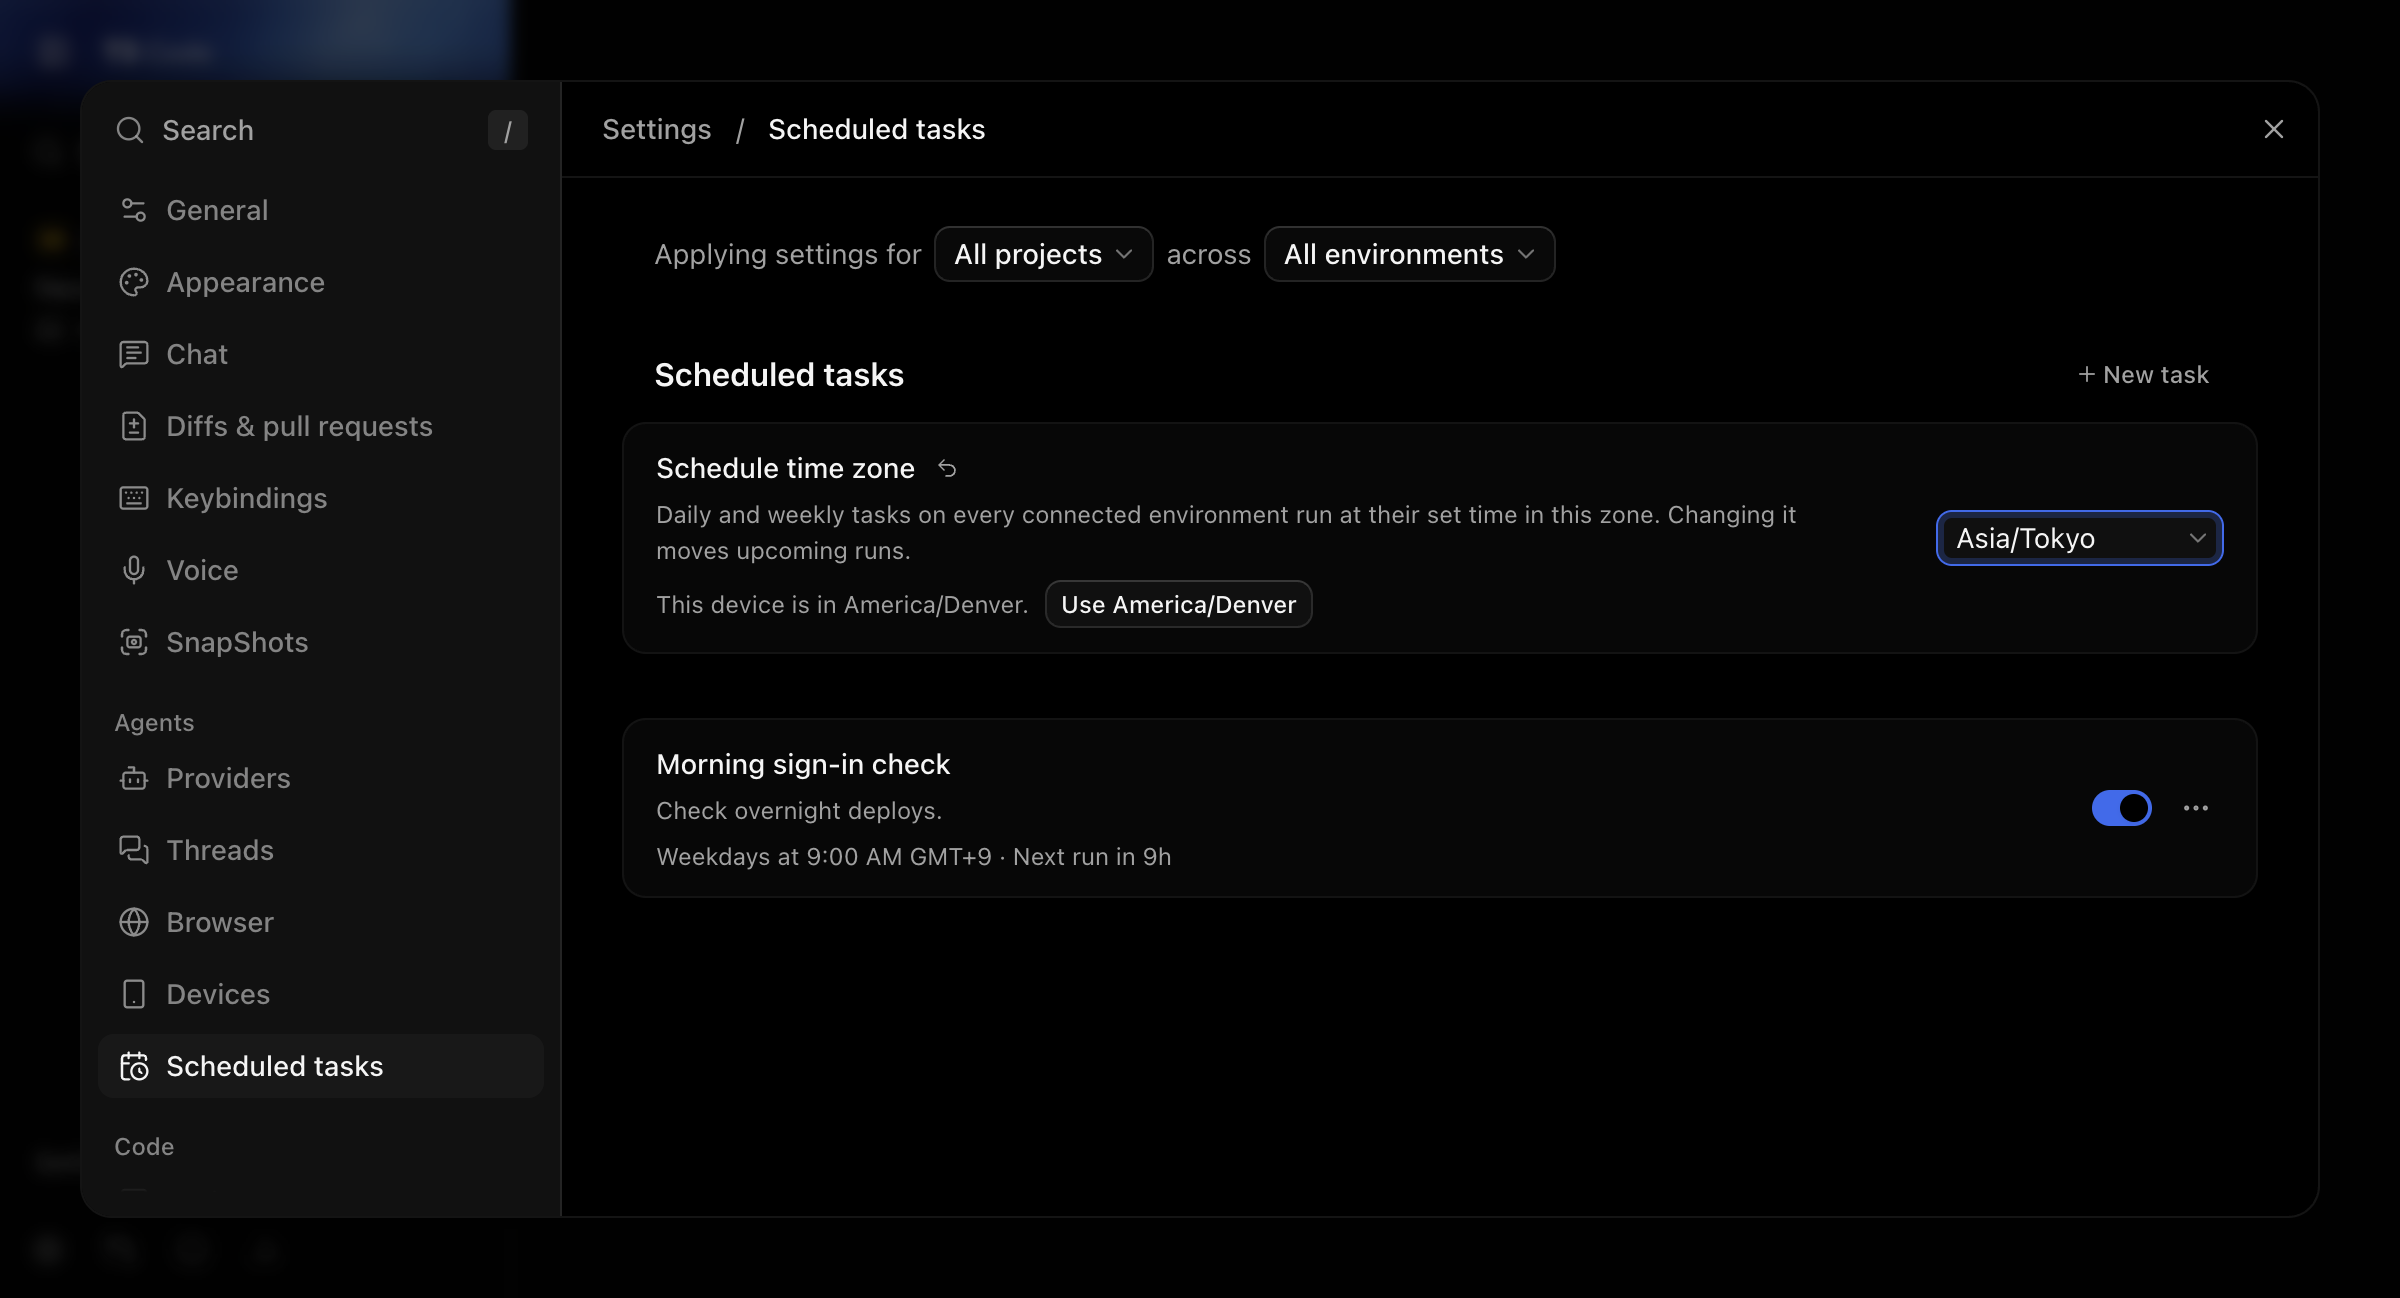 Search
/
General
Appearance
Chat
Diffs & pull requests
Keybindings
Voice
SnapShots
Agents
Providers
Threads
Browser
Devices
Scheduled tasks
Code
Settings / Scheduled tasks
Applying settings for All projects across All environments
Scheduled tasks
+ New task
Schedule time zone
Daily and weekly tasks on every connected environment run at their set time in this zone. Changing it
moves upcoming runs.
This device is in America/Denver. Use America/Denver
Asia/Tokyo
Morning sign-in check
Check overnight deploys.
Weekdays at 9:00 AM GMT+9 · Next run in 9h